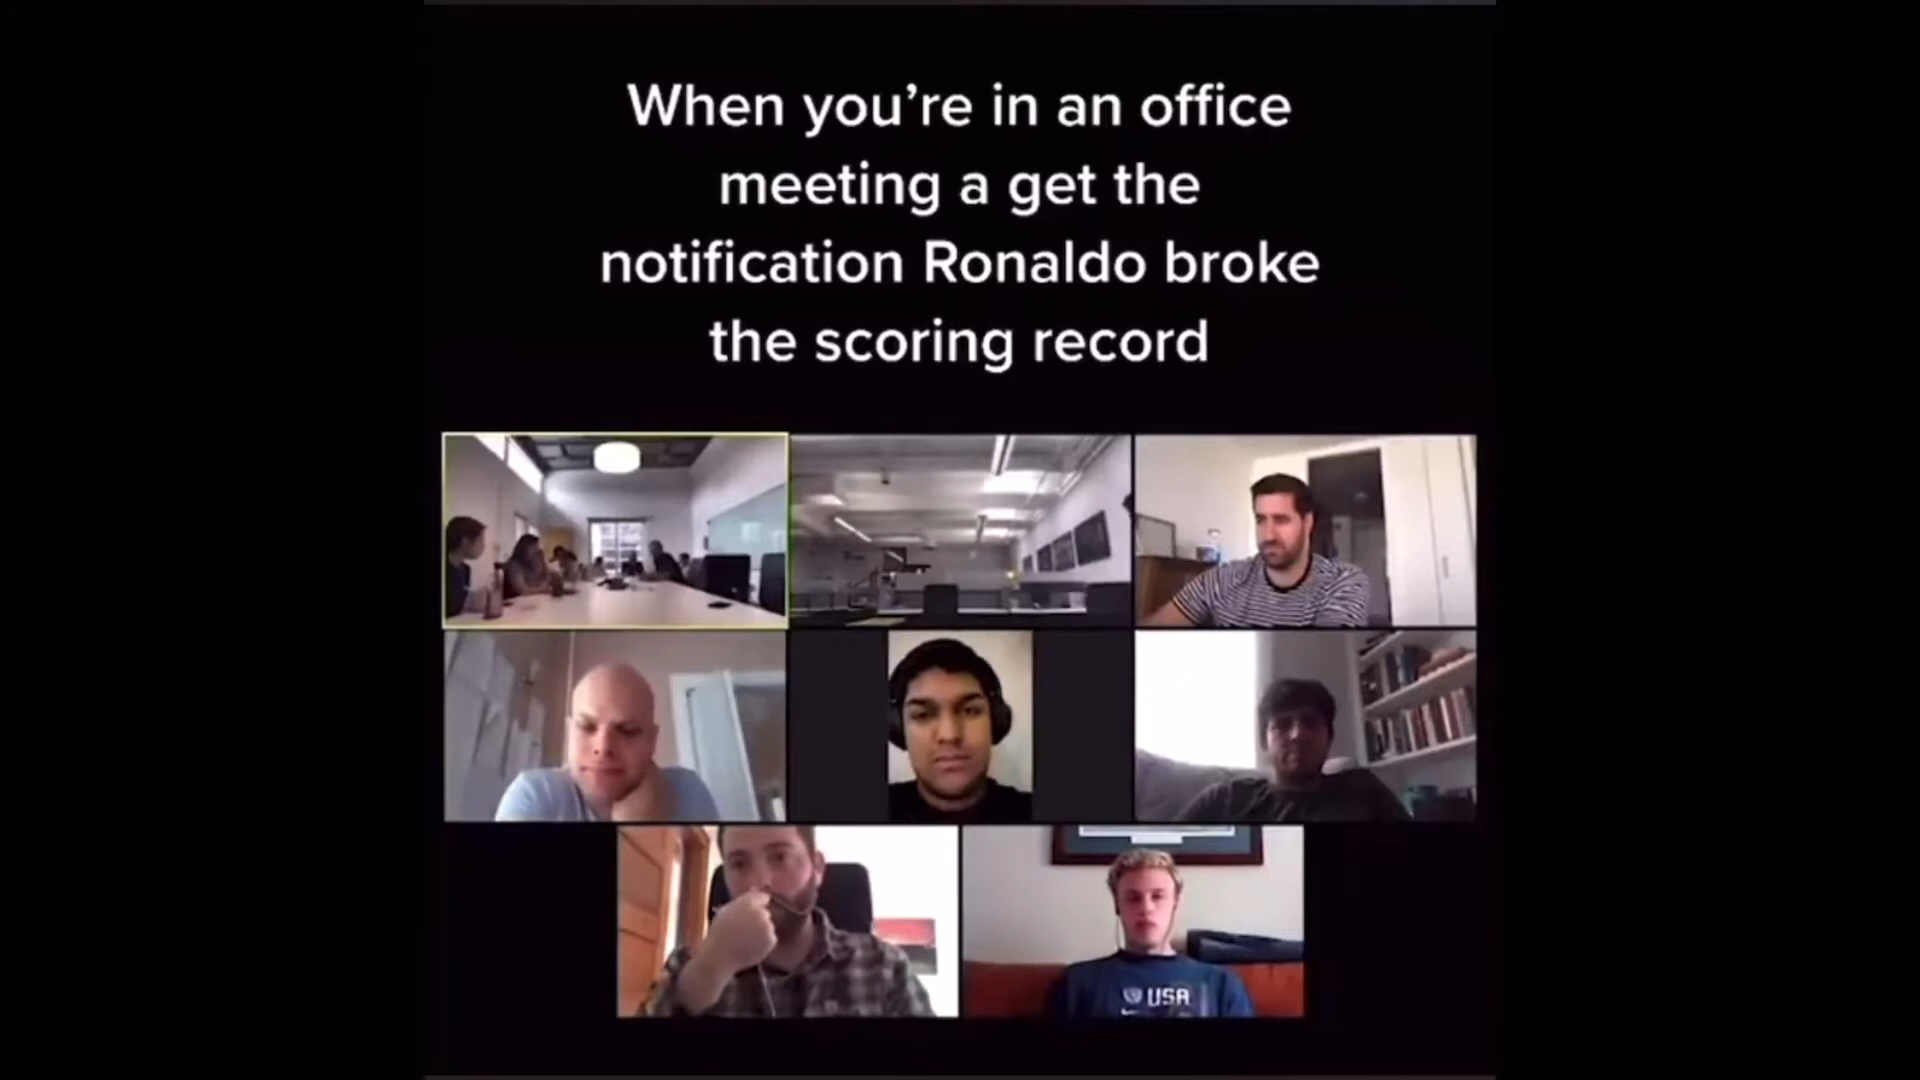 When you’re in an office
meeting a get the
notification Ronaldo broke
the scoring record
USA